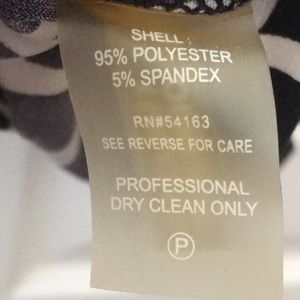 SHELL :
95% POLYESTER
5% SPANDEX
RN#54163
SEE REVERSE FOR CARE
PROFESSIONAL
DRY CLEAN ONLY
P